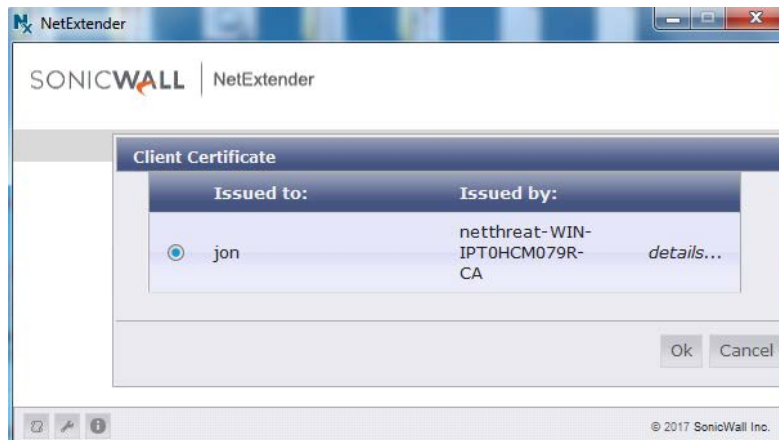 NetExtender
SONICWALL NetExtender
Client Certificate
Issued to: Issued by:
jon netthreat-WIN-
IPT0HCM079R-
CA
details...
Ok Cancel
© 2017 SonicWall Inc.